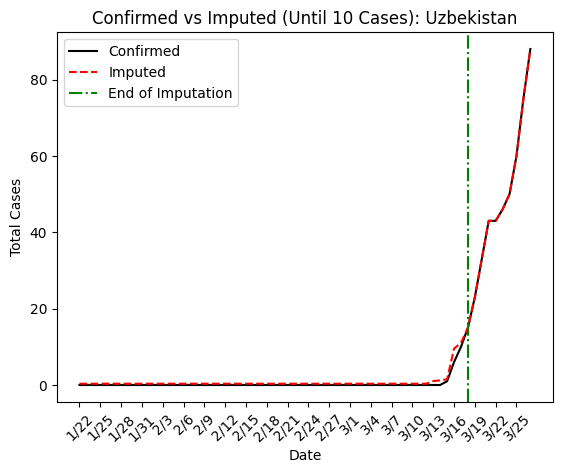 Confirmed vs Imputed (Until 10 Cases): Uzbekistan
Confirmed
Imputed
End of Imputation
Total Cases
80
60
40
20
0
1/22 1/25 1/28 1/31 2/3 2/6 2/9 2/12 2/15 2/18 2/21 2/24 2/27 3/1 3/4 3/7 3/10 3/13 3/16 3/19 3/22 3/25
Date